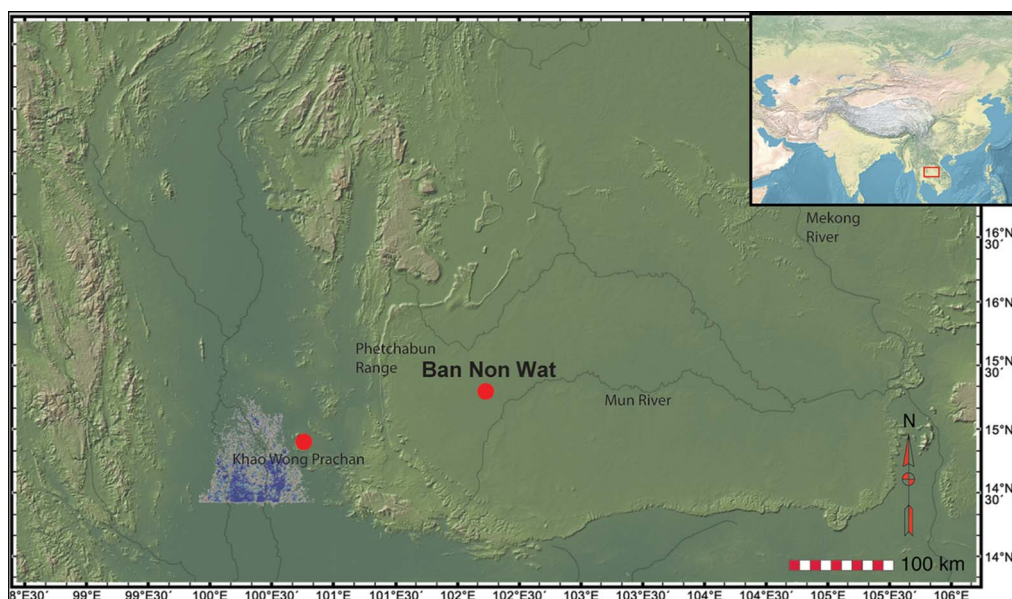 Mekong
River
16°N
30'
16°N
Phetchabun
Range
15°N
30'
Ban Non Wat
Mun River
15°N
N
Khao Wong Prachan
14°N
30'
14°N
100 km
8°E30'
99°E
99°E30'
100°E
100°E30'
101°E
101°E30'
102°E
102°E30'
103°E
103°E30'
104°E
104°E30'
105°E
105°E30'
106°E